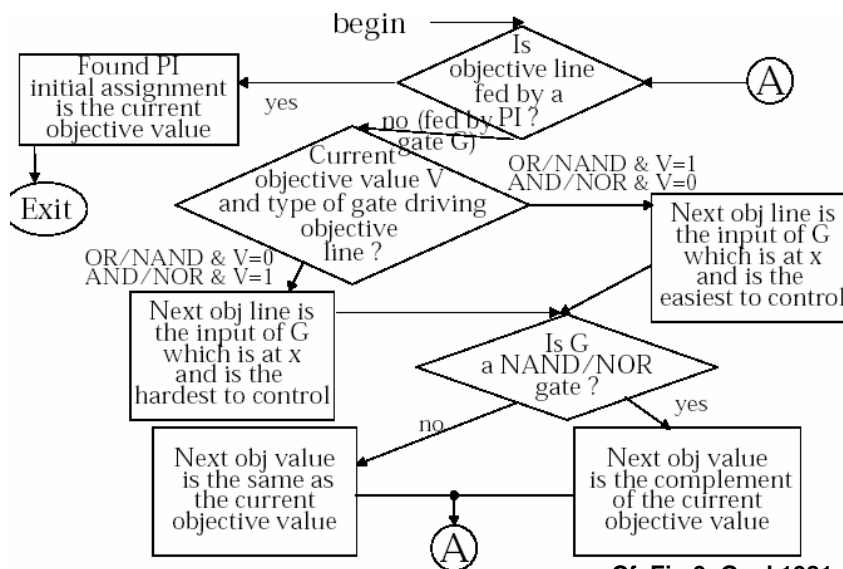 begin
Is
objective line
fed by a
PI ?
A
Found PI
initial assignment
is the current
objective value
yes
no (fed by
gate G)
Exit
Current
objective value V
and type of gate driving
objective
line ?
OR/NAND & V=1
AND/NOR & V=0
Next obj line is
the input of G
which is at x
and is the
easiest to control
OR/NAND & V=0
AND/NOR & V=1
Next obj line is
the input of G
which is at x
and is the
hardest to control
Is G
a NAND/NOR
gate ?
no
yes
Next obj value
is the same as
the current
objective value
Next obj value
is the complement
of the current
objective value
A